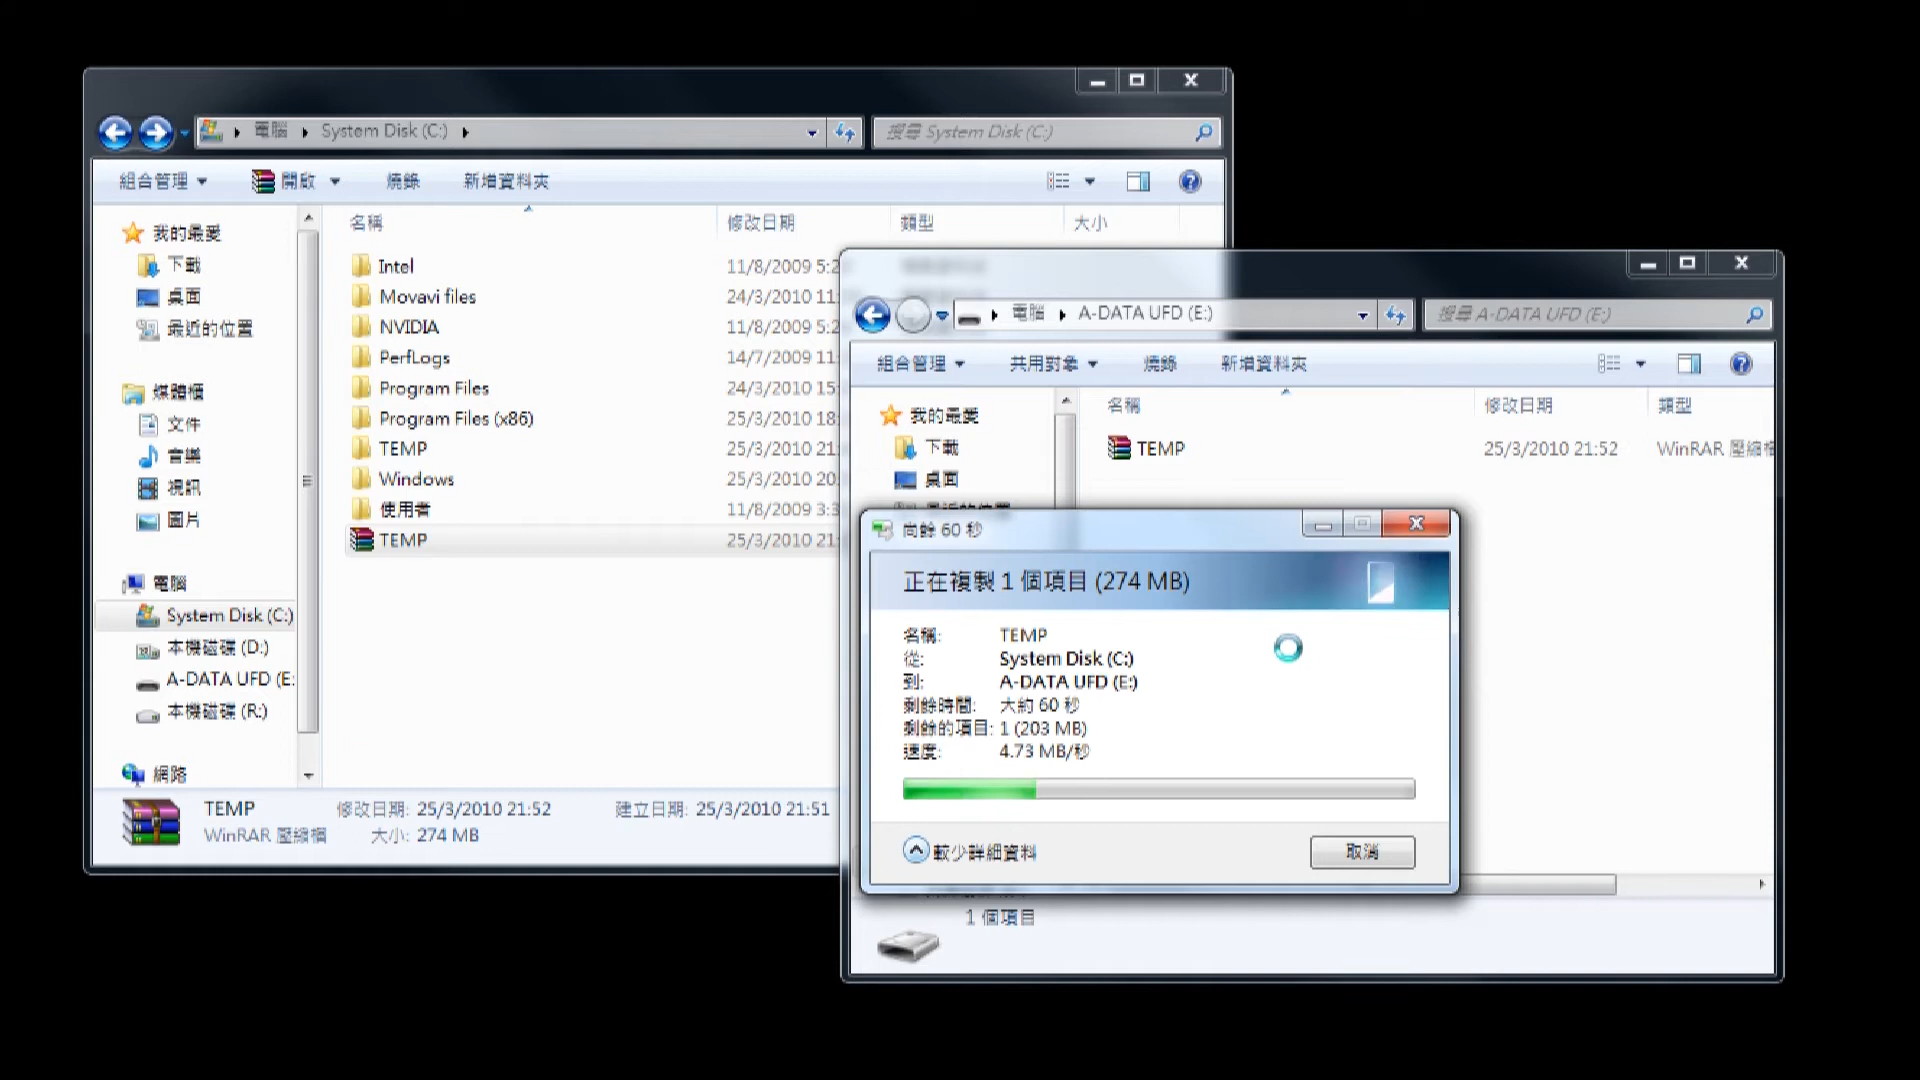 電腦 System Disk (C:)
搜尋 System Disk (C:)
組合管理 開啟 燒錄 新增資料夾
名稱 修改日期 類型 大小
我的最愛
下載
桌面
最近的位置
媒體櫃
文件
音樂
視訊
圖片
電腦
System Disk (C:)
本機磁碟 (D:)
A-DATA UFD (E:
本機磁碟 (R:)
網路
Intel 11/8/2009 5:2
Movavi files 24/3/2010 11:
NVIDIA 11/8/2009 5:2
PerfLogs 14/7/2009 11:
Program Files 24/3/2010 15:
Program Files (x86) 25/3/2010 18:
TEMP 25/3/2010 21:
Windows 25/3/2010 20:
使用者 11/8/2009 3:3
TEMP 25/3/2010 21:
TEMP 修改日期: 25/3/2010 21:52 建立日期: 25/3/2010 21:51
WinRAR 壓縮檔 大小: 274 MB
電腦 A-DATA UFD (E:)
搜尋 A-DATA UFD (E:)
組合管理 共用對象 燒錄 新增資料夾
名稱 修改日期 類型
我的最愛
下載
桌面
TEMP 25/3/2010 21:52 WinRAR 壓縮檔
1 個項目
尚餘 60 秒
正在複製 1 個項目 (274 MB)
名稱: TEMP
從: System Disk (C:)
到: A-DATA UFD (E:)
剩餘時間: 大約 60 秒
剩餘的項目: 1 (203 MB)
速度: 4.73 MB/秒
較少詳細資料
取消